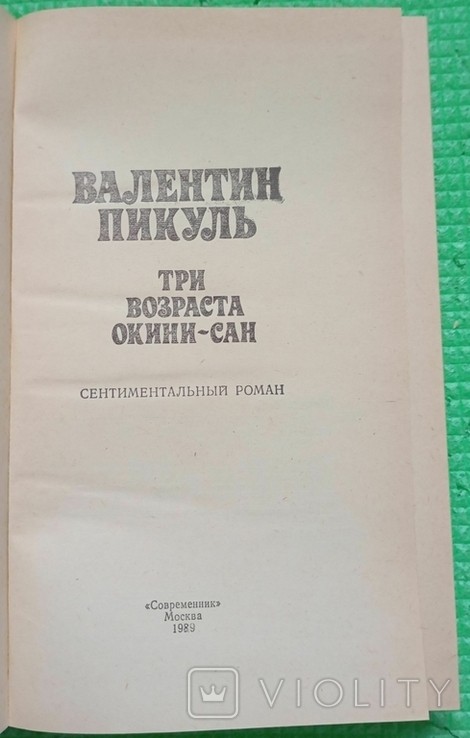 ВАЛЕНТИН
ПИКУЛЬ
ТРИ
ВОЗРАСТА
ОКИНИ-САН
СЕНТИМЕНТАЛЬНЫЙ РОМАН
«Современник»
Москва
1989
VIOLITY